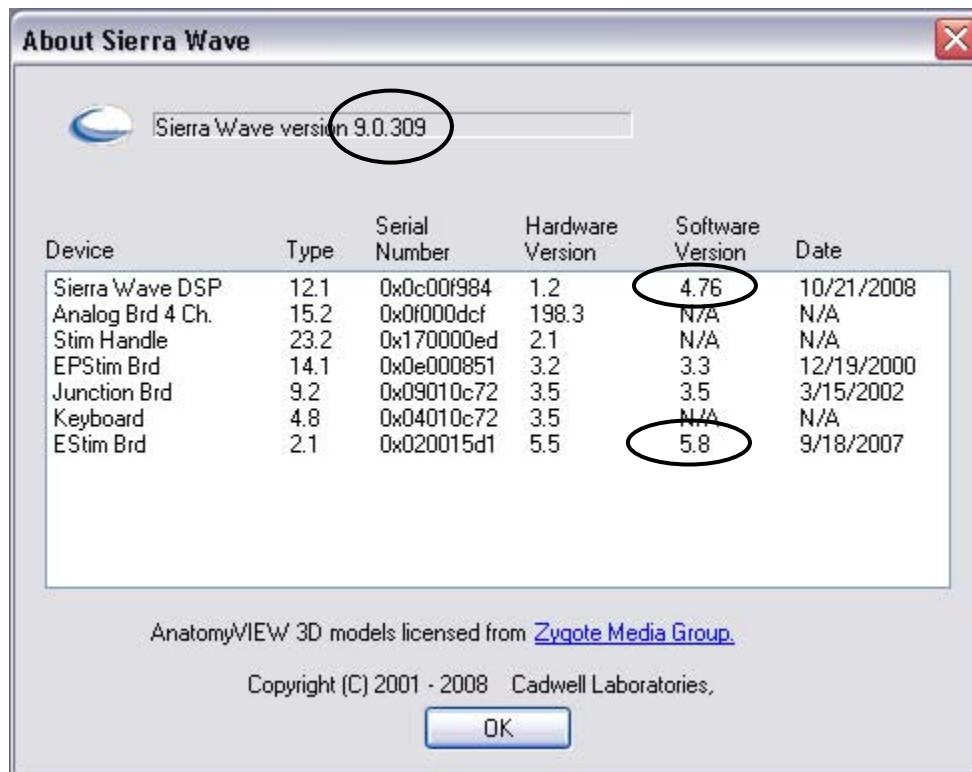 About Sierra Wave
Sierra Wave version 9.0.309
Device Type Serial Number Hardware Version Software Version Date
Sierra Wave DSP 12.1 0x0c00f984 1.2 4.76 10/21/2008
Analog Brd 4 Ch. 15.2 0x0f000dcf 198.3 N/A N/A
Stim Handle 23.2 0x170000ed 2.1 N/A N/A
EPStim Brd 14.1 0x0e000851 3.2 3.3 12/19/2000
Junction Brd 9.2 0x09010c72 3.5 3.5 3/15/2002
Keyboard 4.8 0x04010c72 3.5 N/A N/A
EStim Brd 2.1 0x020015d1 5.5 5.8 9/18/2007
AnatomyVIEW 3D models licensed from Zygote Media Group.
Copyright (C) 2001 - 2008 Cadwell Laboratories,
OK